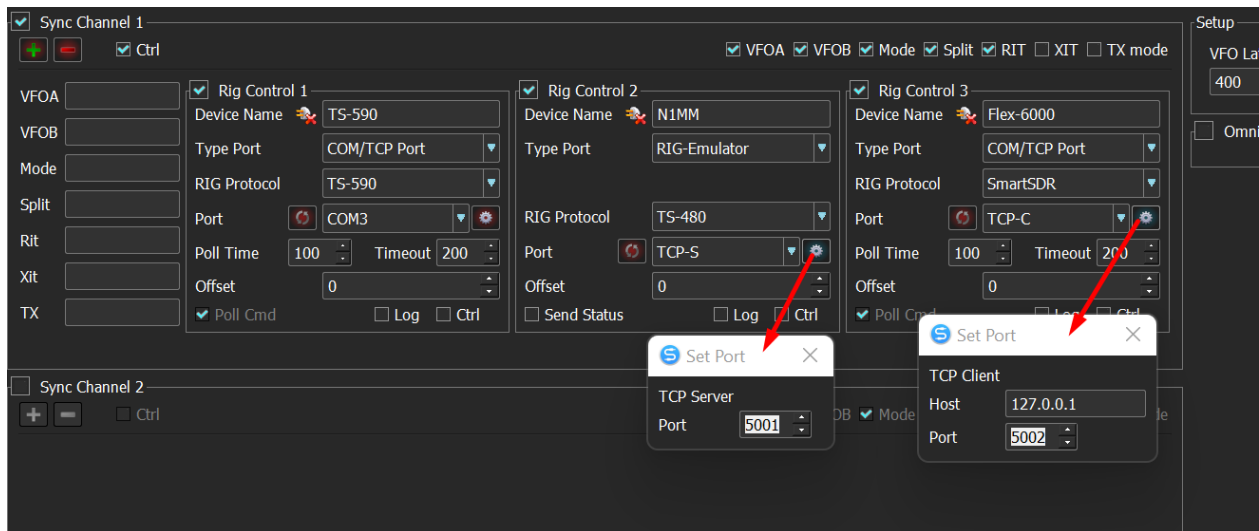 Sync Channel 1
Setup
Ctrl
VFOA VFOB Mode Split RIT XIT TX mode
VFO La
400
Omni
VFOA
VFOB
Mode
Split
Rit
Xit
TX
Rig Control 1
Device Name TS-590
Type Port COM/TCP Port
RIG Protocol TS-590
Port COM3
Poll Time 100 Timeout 200
Offset 0
Poll Cmd Log Ctrl
Rig Control 2
Device Name N1MM
Type Port RIG-Emulator
RIG Protocol TS-480
Port TCP-S
Offset 0
Send Status Log Ctrl
Rig Control 3
Device Name Flex-6000
Type Port COM/TCP Port
RIG Protocol SmartSDR
Port TCP-C
Poll Time 100 Timeout 200
Offset 0
Poll Cmd Log Ctrl
Set Port
TCP Server
Port 5001
Set Port
TCP Client
Host 127.0.0.1
Port 5002
Sync Channel 2
Ctrl
OB Mode
de